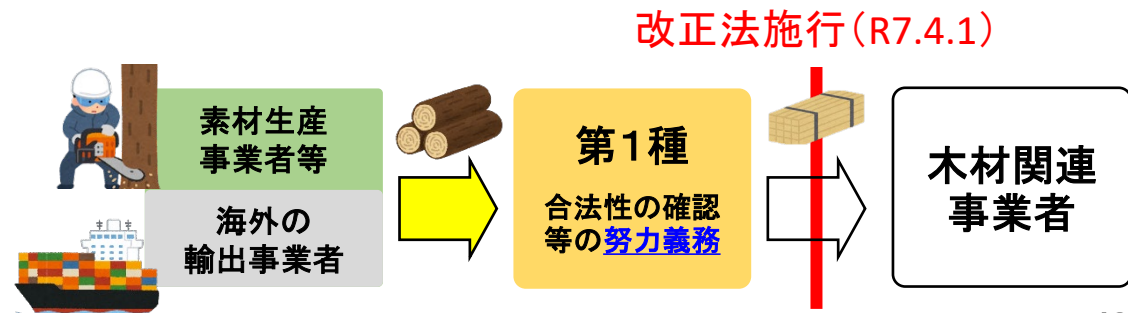 改正法施行（R7.4.1）
素材生産
事業者等
海外の
輸出事業者
第１種
合法性の確認
等の努力義務
木材関連
事業者